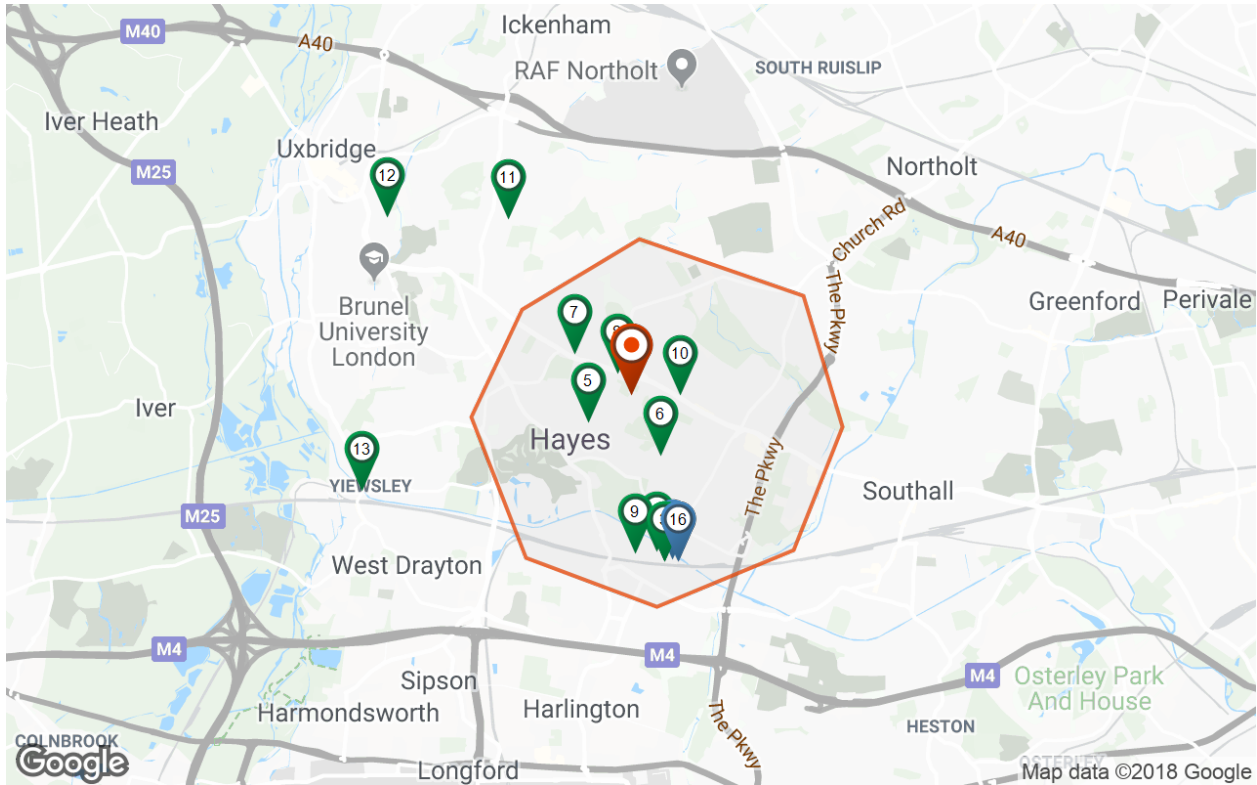 Ickenham
M40
A40
RAF Northolt
SOUTH RUISLIP
Iver Heath
Uxbridge
M25
12
11
Northolt
Church Rd
A40
The Pkwy
Brunel
University
London
Greenford
Perivale
7
10
5
6
Iver
Hayes
13
YIEWSLEY
The Pkwy
Southall
M25
9
16
West Drayton
M4
M4
M4
Sipson
Osterley Park
And House
Harmondsworth
Harlington
The Pkwy
HESTON
COLNBROOK
Google
Longford
OSTERLEY
Map data ©2018 Google